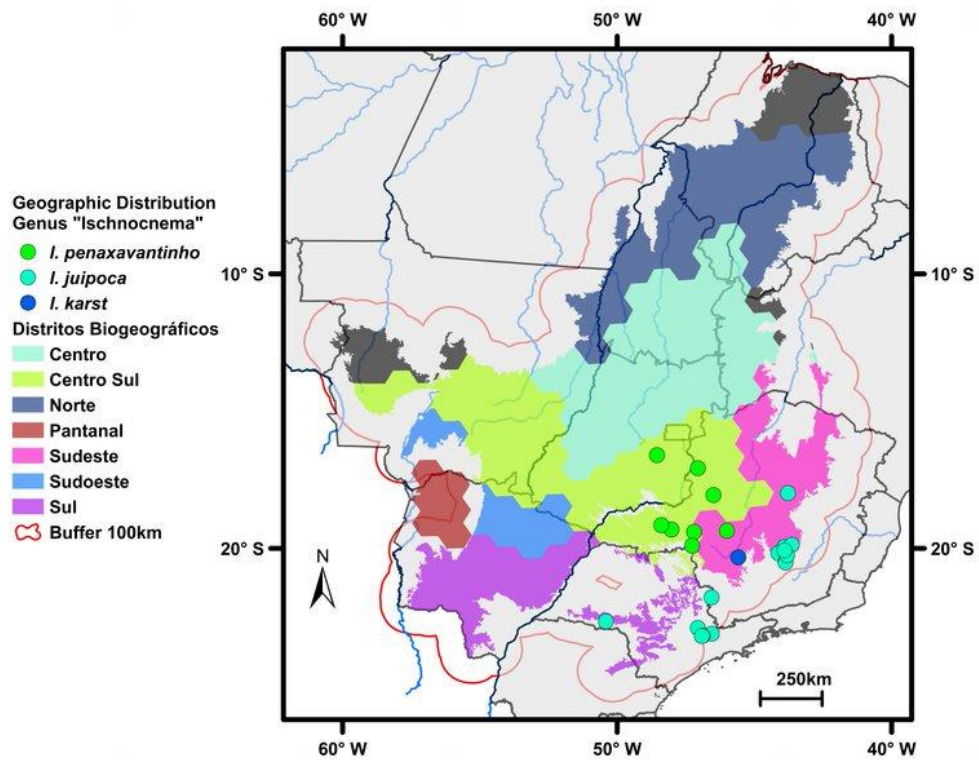 60° W 50° W 40° W
Geographic Distribution
Genus "Ischnocnema"
I. penaxavantinho
I. juipoca
I. karst
Distritos Biogeográficos
Centro
Centro Sul
Norte
Pantanal
Sudeste
Sudoeste
Sul
Buffer 100km
10° S 10° S
20° S 20° S
N
250km
60° W 50° W 40° W